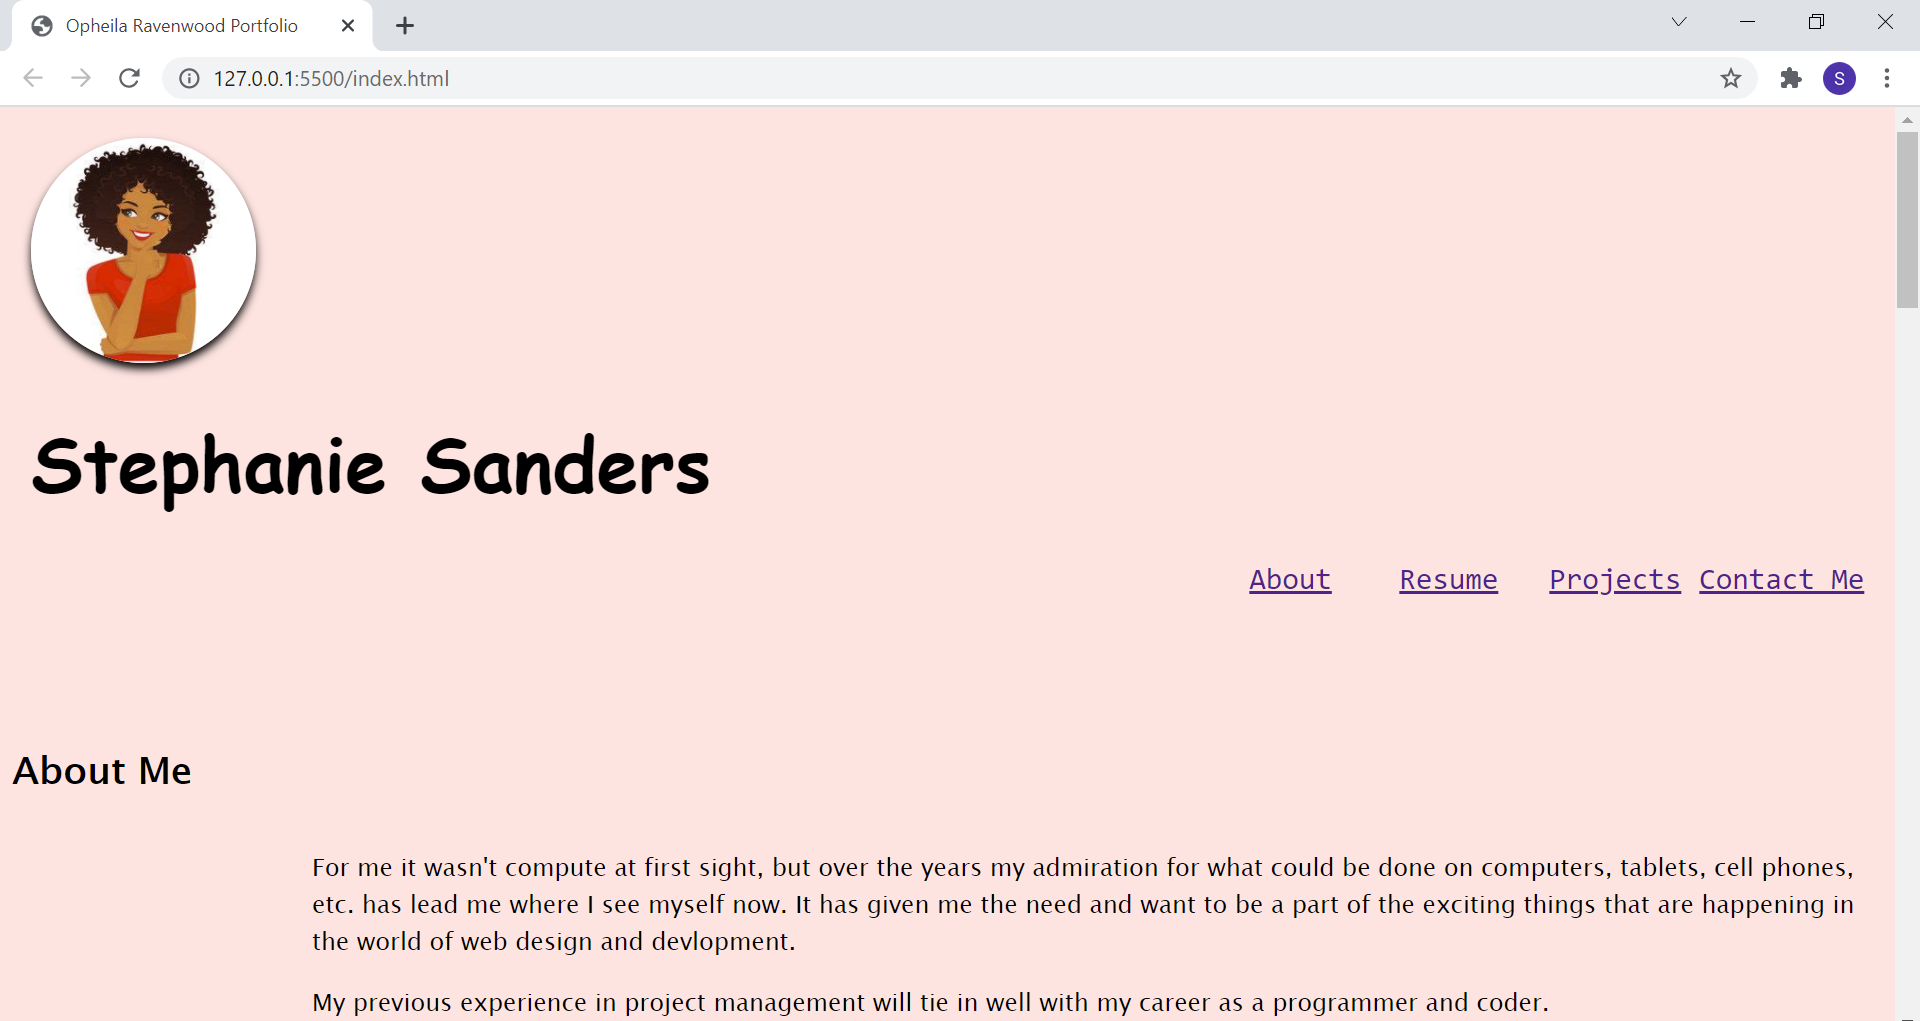 Opheila Ravenwood Portfolio
127.0.0.1:5500/index.html
S
Stephanie Sanders
About Resume Projects Contact Me
About Me
For me it wasn't compute at first sight, but over the years my admiration for what could be done on computers, tablets, cell phones,
etc. has lead me where I see myself now. It has given me the need and want to be a part of the exciting things that are happening in
the world of web design and devlopment.
My previous experience in project management will tie in well with my career as a programmer and coder.